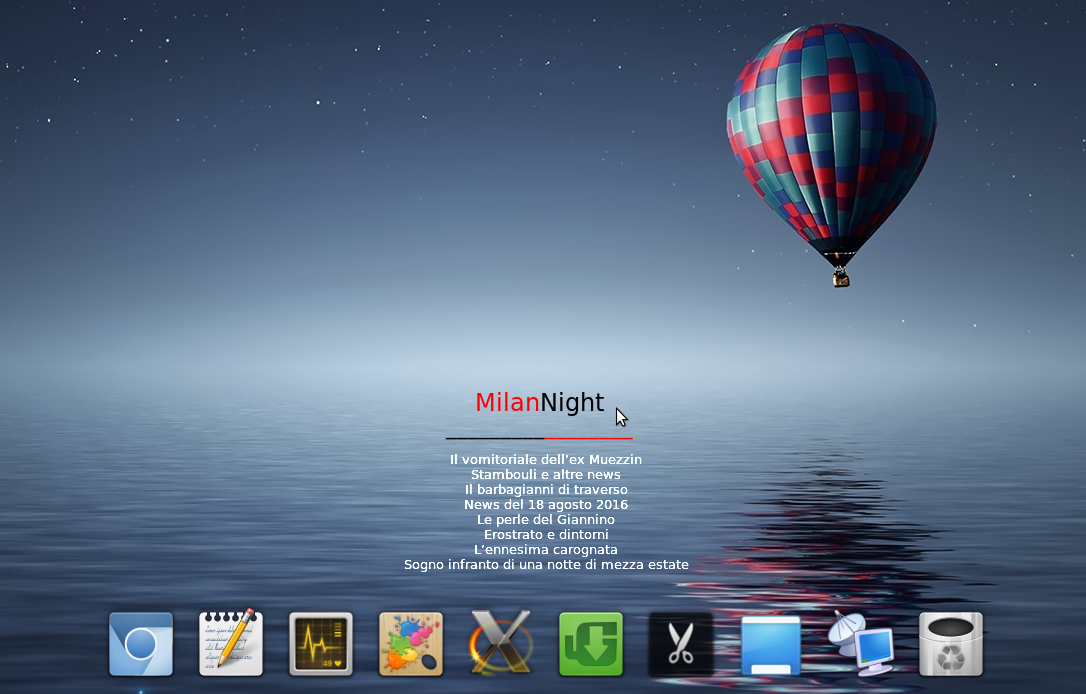 MilanNight
Il vomitoriale dell'ex Muezzin
Stambouli e altre news
Il barbagianni di traverso
News del 18 agosto 2016
Le perle del Giannino
Erostrato e dintorni
L'ennesima carognata
Sogno infranto di una notte di mezza estate
49